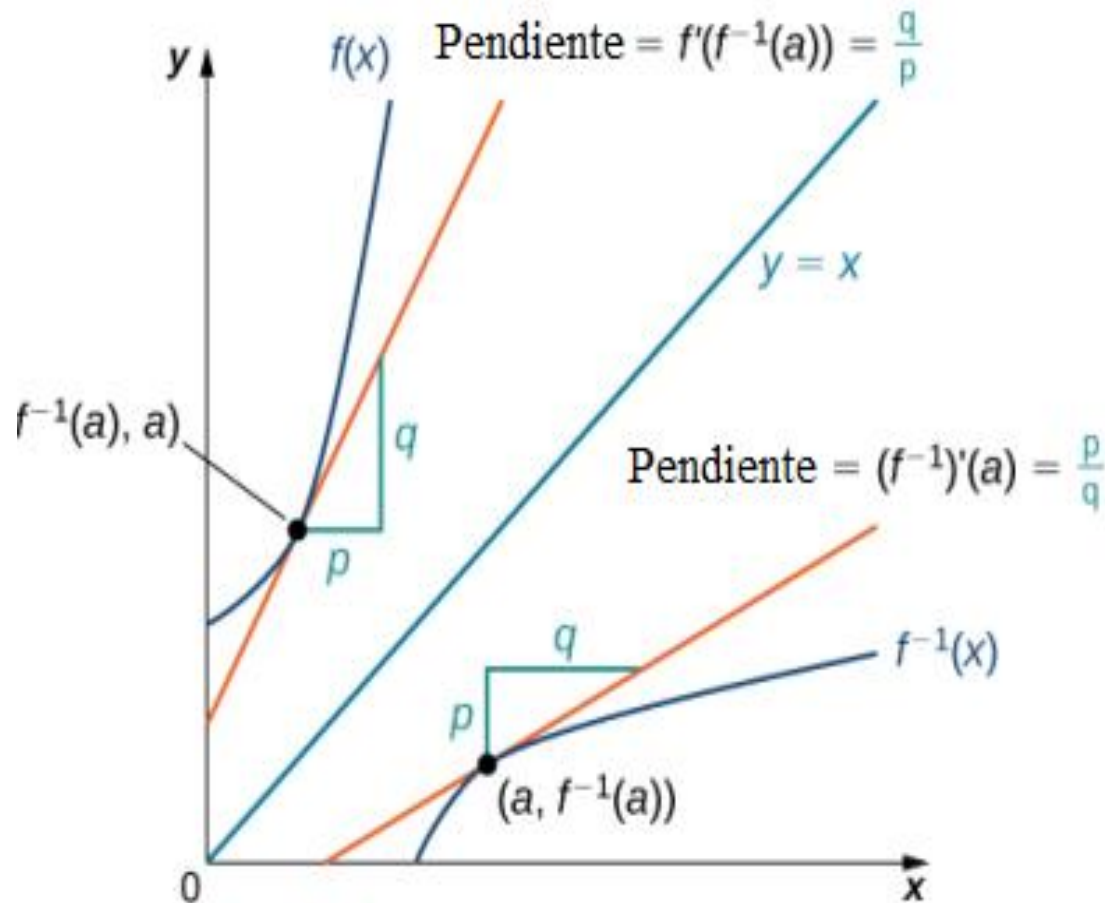 y
f(x)
Pendiente = f'(f⁻¹(a)) = q/p
y = x
f⁻¹(a), a)
q
p
Pendiente = (f⁻¹)'(a) = p/q
q
p
f⁻¹(x)
(a, f⁻¹(a))
0
x